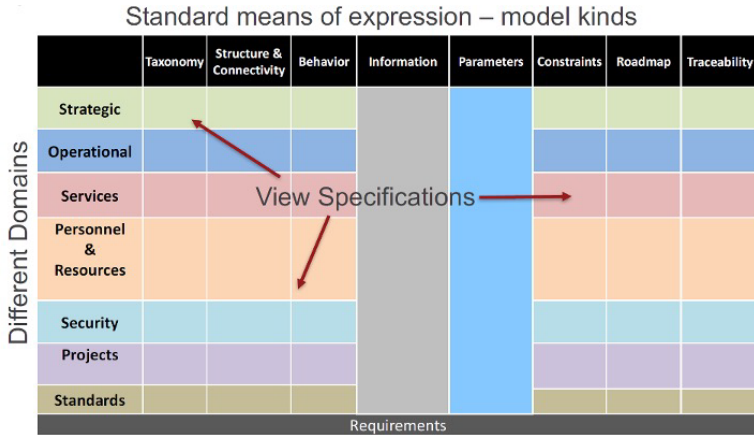 Standard means of expression – model kinds
Taxonomy
Structure &
Connectivity
Behavior
Information
Parameters
Constraints
Roadmap
Traceability
Different Domains
Strategic
Operational
Services
View Specifications
Personnel
&
Resources
Security
Projects
Standards
Requirements